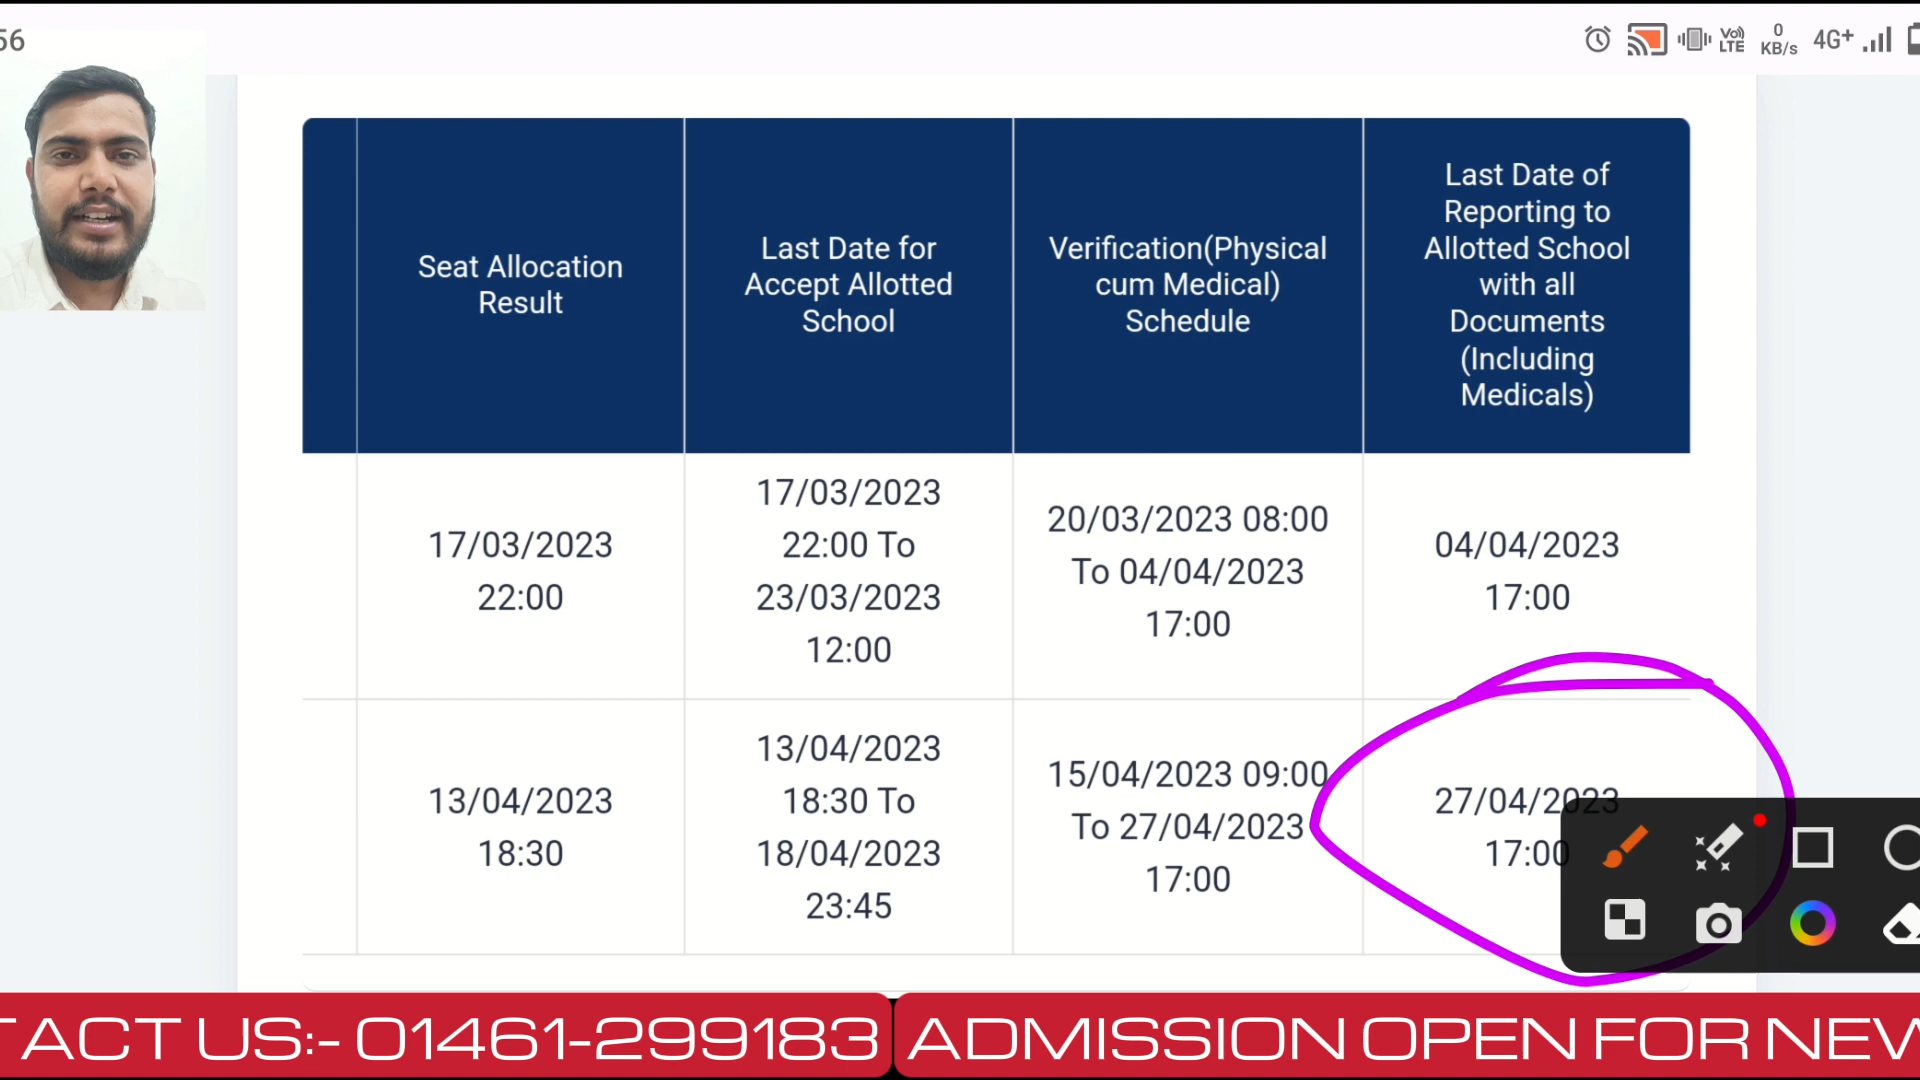 56
Vo)
LTE
0
KB/s
4G+
Seat Allocation
Result
Last Date for
Accept Allotted
School
Verification(Physical
cum Medical)
Schedule
Last Date of
Reporting to
Allotted School
with all
Documents
(Including
Medicals)
17/03/2023
22:00
17/03/2023
22:00 To
23/03/2023
12:00
20/03/2023 08:00
To 04/04/2023
17:00
04/04/2023
17:00
13/04/2023
18:30
13/04/2023
18:30 To
18/04/2023
23:45
15/04/2023 09:00
To 27/04/2023
17:00
27/04/2023
17:00
TACT US:- 01461-299183
ADMISSION OPEN FOR NEW